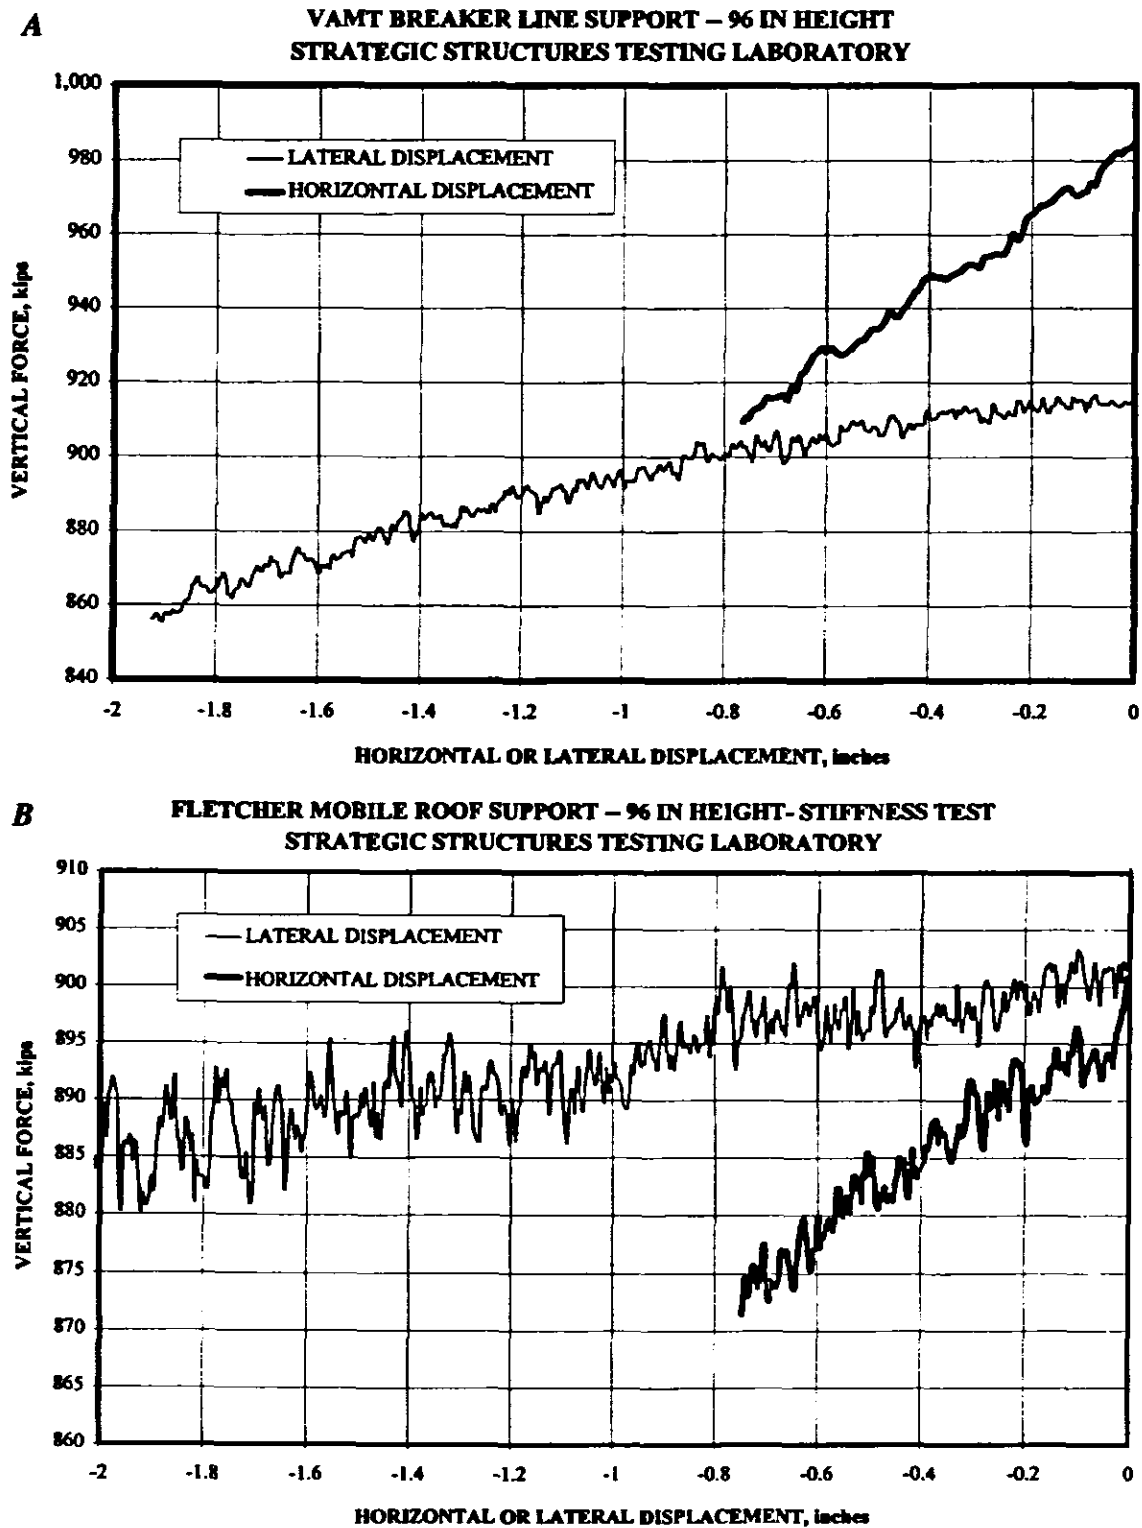 A
VAMT BREAKER LINE SUPPORT – 96 IN HEIGHT
STRATEGIC STRUCTURES TESTING LABORATORY
1,000
980
960
940
920
900
880
860
840
VERTICAL FORCE, kips
LATERAL DISPLACEMENT
HORIZONTAL DISPLACEMENT
-2 -1.8 -1.6 -1.4 -1.2 -1 -0.8 -0.6 -0.4 -0.2 0
HORIZONTAL OR LATERAL DISPLACEMENT, inches
B
FLETCHER MOBILE ROOF SUPPORT – 96 IN HEIGHT- STIFFNESS TEST
STRATEGIC STRUCTURES TESTING LABORATORY
910
905
900
895
890
885
880
875
870
865
860
VERTICAL FORCE, kips
LATERAL DISPLACEMENT
HORIZONTAL DISPLACEMENT
-2 -1.8 -1.6 -1.4 -1.2 -1 -0.8 -0.6 -0.4 -0.2 0
HORIZONTAL OR LATERAL DISPLACEMENT, inches